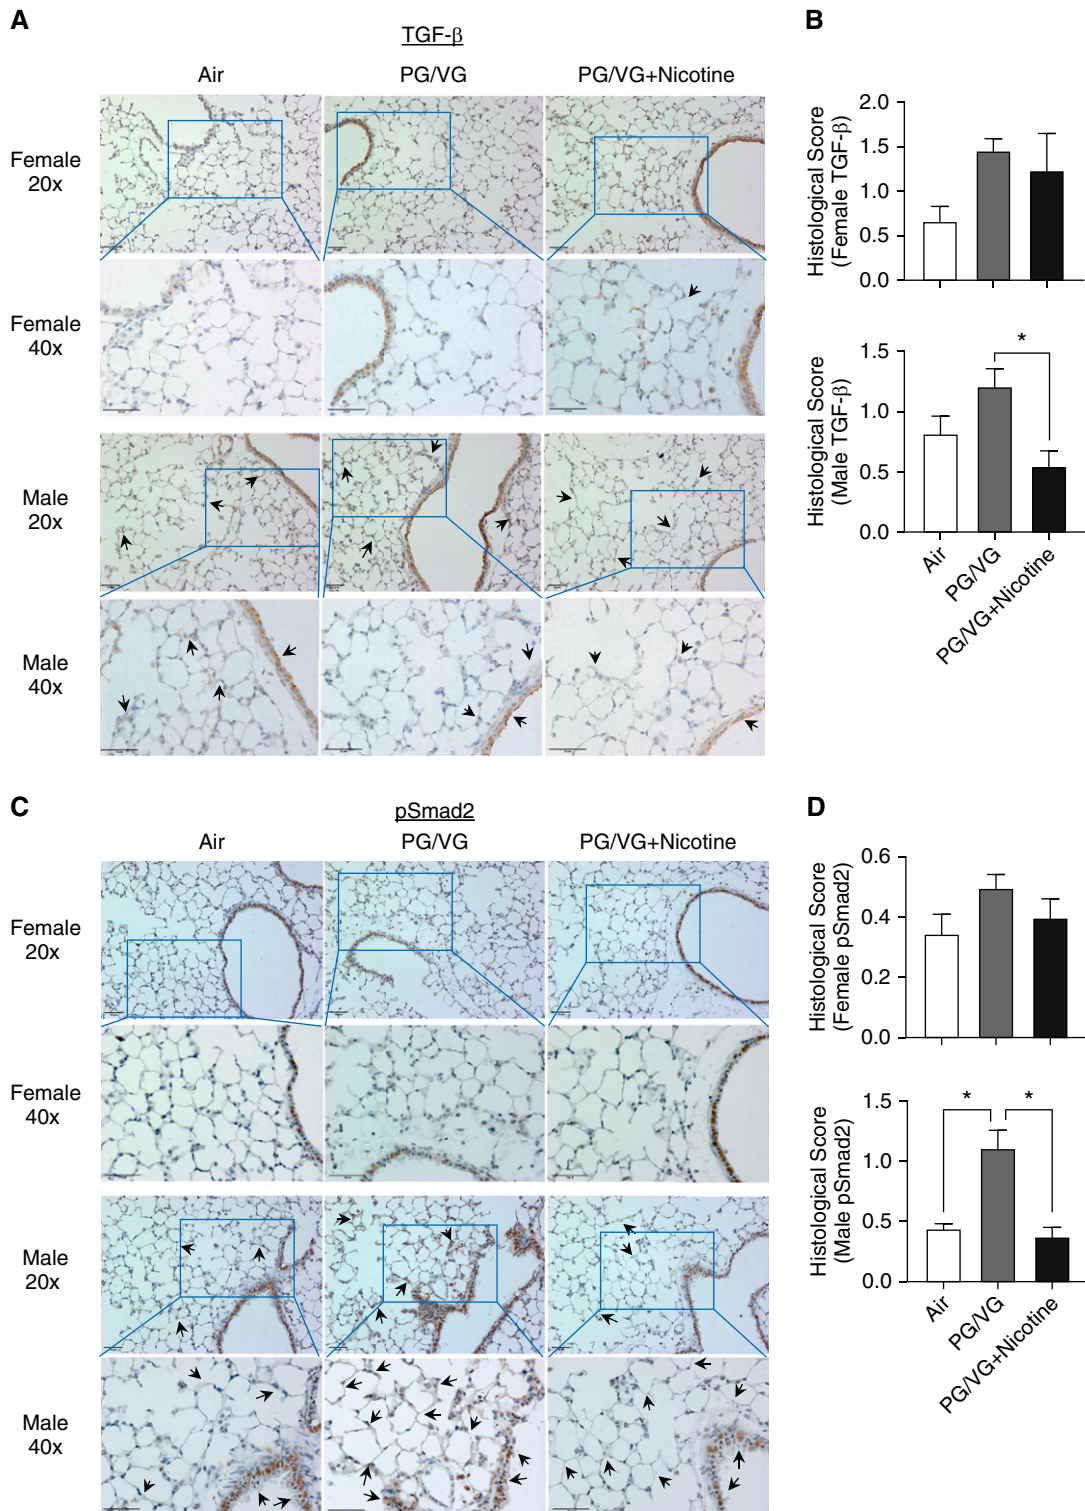 A
TGF-β
Air PG/VG PG/VG+Nicotine
Female
20x
Female
40x
Male
20x
Male
40x
B
Histological Score
(Female TGF-β)
2.0
1.5
1.0
0.5
0.0
Histological Score
(Male TGF-β)
1.5
1.0
0.5
0.0
*
Air
PG/VG
PG/VG+Nicotine
C
pSmad2
Air PG/VG PG/VG+Nicotine
Female
20x
Female
40x
Male
20x
Male
40x
D
Histological Score
(Female pSmad2)
0.6
0.4
0.2
0.0
Histological Score
(Male pSmad2)
1.5
1.0
0.5
0.0
* *
Air
PG/VG
PG/VG+Nicotine